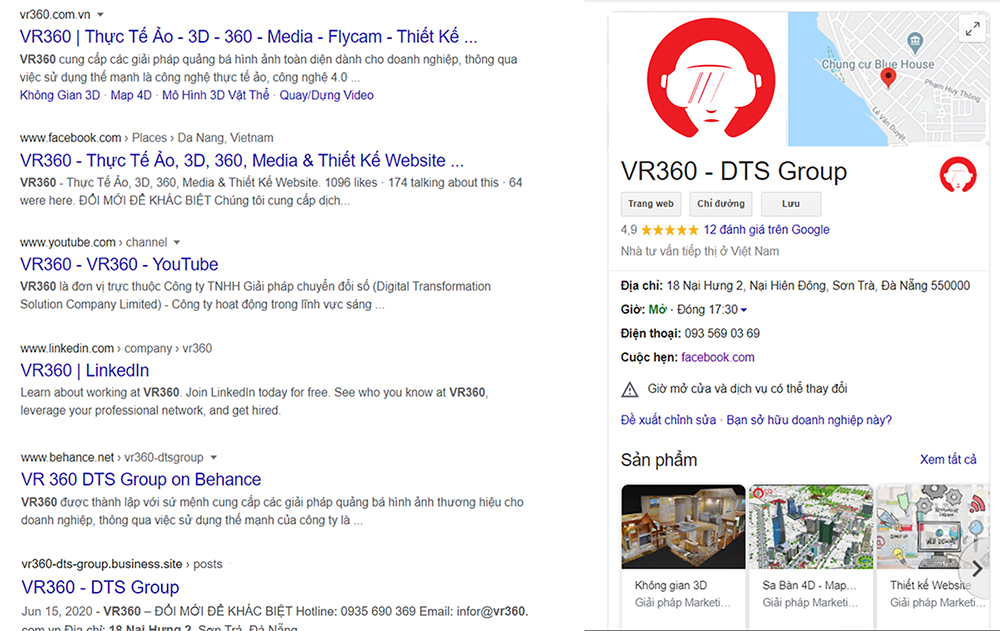 vr360.com.vn
VR360 | Thực Tế Ảo - 3D - 360 - Media - Flycam - Thiết Kế ...
VR360 cung cấp các giải pháp quảng bá hình ảnh toàn diện dành cho doanh nghiệp, thông qua
việc sử dụng thế mạnh là công nghệ thực tế ảo, công nghệ 4.0 ...
Không Gian 3D · Map 4D · Mô Hình 3D Vật Thể · Quay/Dựng Video
www.facebook.com › Places › Da Nang, Vietnam
VR360 - Thực Tế Ảo, 3D, 360, Media & Thiết Kế Website ...
VR360 - Thực Tế Ảo, 3D, 360, Media & Thiết Kế Website. 1096 likes · 174 talking about this · 64
were here. ĐỔI MỚI ĐỂ KHÁC BIỆT Chúng tôi cung cấp dịch...
www.youtube.com › channel
VR360 - VR360 - YouTube
VR360 là đơn vị trực thuộc Công ty TNHH Giải pháp chuyển đổi số (Digital Transformation
Solution Company Limited) - Công ty hoạt động trong lĩnh vực sáng ...
www.linkedin.com › company › vr360
VR360 | LinkedIn
Learn about working at VR360. Join LinkedIn today for free. See who you know at VR360,
leverage your professional network, and get hired.
www.behance.net › vr360-dtsgroup
VR 360 DTS Group on Behance
VR360 được thành lập với sứ mệnh cung cấp các giải pháp quảng bá hình ảnh thương hiệu cho
doanh nghiệp, thông qua việc sử dụng thế mạnh của công ty là ...
vr360-dts-group.business.site › posts
VR360 - DTS Group
Jun 15, 2020 - VR360 – ĐỔI MỚI ĐỂ KHÁC BIỆT Hotline: 0935 690 369 Email: infor@vr360.
com.vn Địa chỉ: 18 Nại Hưng 2, Sơn Trà, Đà Nẵng
Chung cư Blue House
Phạm Huy Thông
Lê Văn Duyệt
VR360 - DTS Group
Trang web
Chỉ đường
Lưu
4,9 ★★★★★ 12 đánh giá trên Google
Nhà tư vấn tiếp thị ở Việt Nam
Địa chỉ: 18 Nại Hưng 2, Nại Hiên Đông, Sơn Trà, Đà Nẵng 550000
Giờ: Mở · Đóng 17:30
Điện thoại: 093 569 03 69
Cuộc hẹn: facebook.com
Giờ mở cửa và dịch vụ có thể thay đổi
Đề xuất chỉnh sửa · Bạn sở hữu doanh nghiệp này?
Sản phẩm
Xem tất cả
Không gian 3D
Giải pháp Marketi...
Sa Bàn 4D - Map...
Giải pháp Marketi...
Thiết kế Website
Giải pháp Marketi...